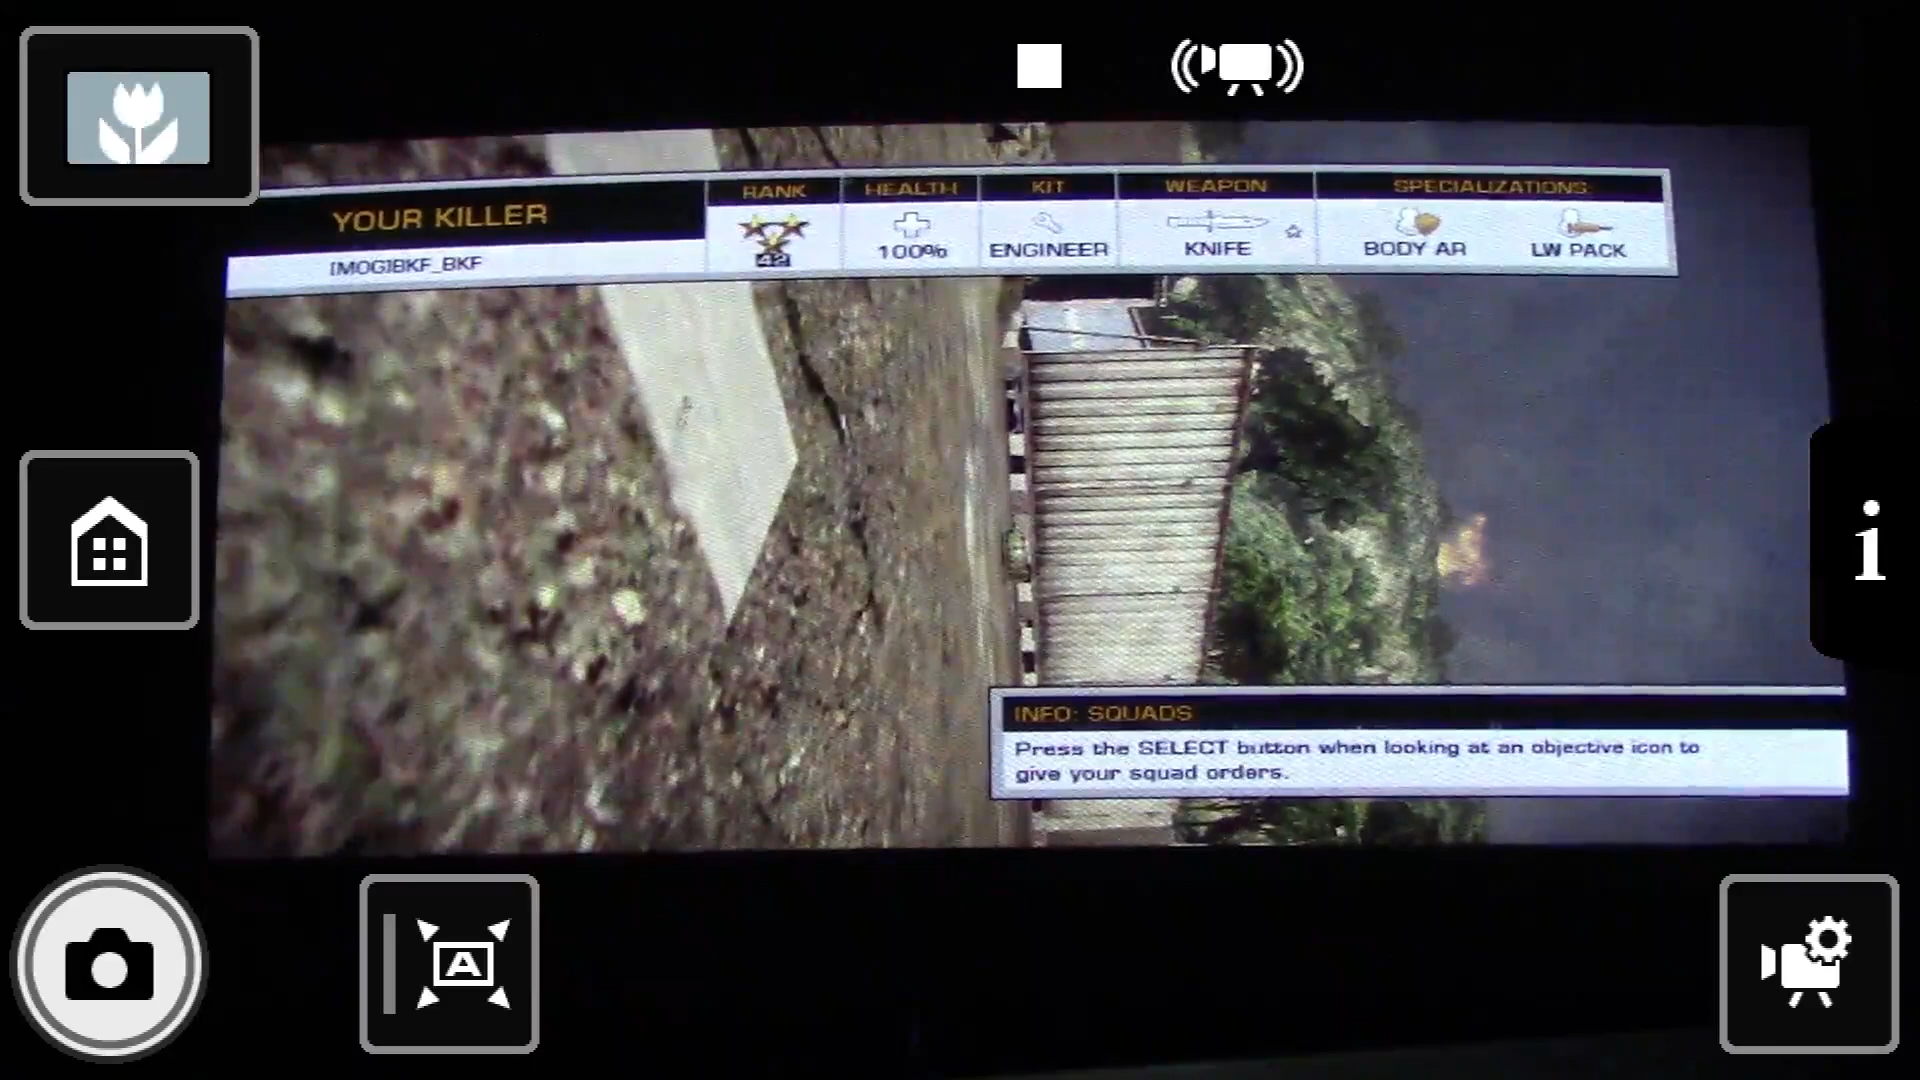 YOUR KILLER
[MOG]BKF_BKF
RANK
42
HEALTH
100%
KIT
ENGINEER
WEAPON
KNIFE
SPECIALIZATIONS:
BODY AR
LW PACK
i
INFO: SQUADS
Press the SELECT button when looking at an objective icon to
give your squad orders.
A